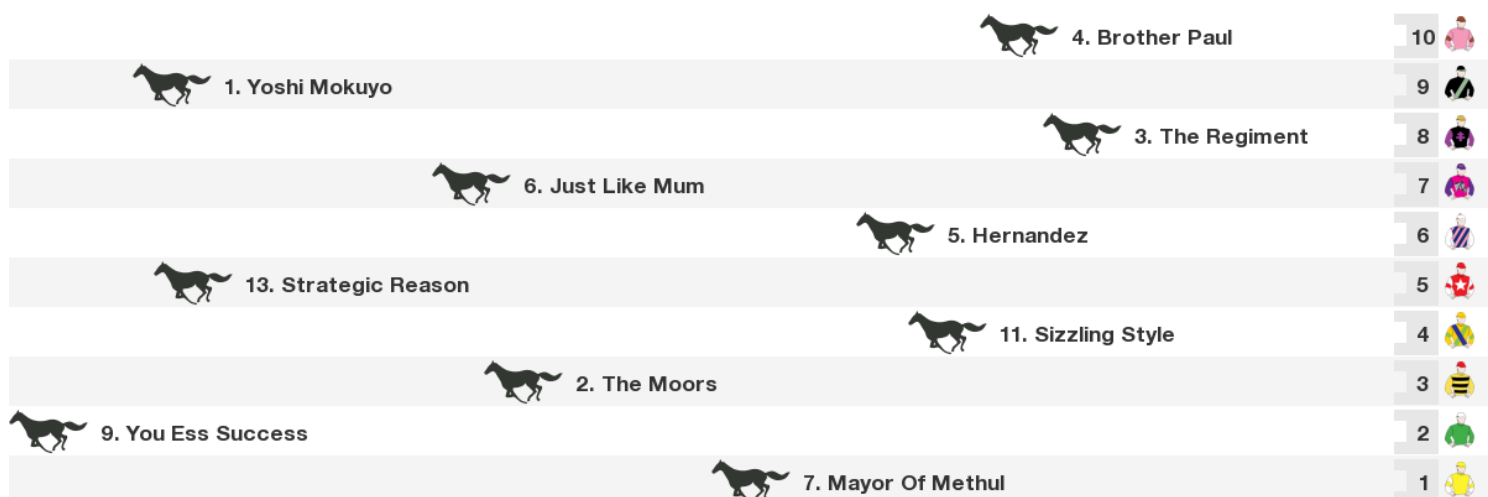 4. Brother Paul 10
1. Yoshi Mokuyo 9
3. The Regiment 8
6. Just Like Mum 7
5. Hernandez 6
13. Strategic Reason 5
11. Sizzling Style 4
2. The Moors 3
9. You Ess Success 2
7. Mayor Of Methul 1